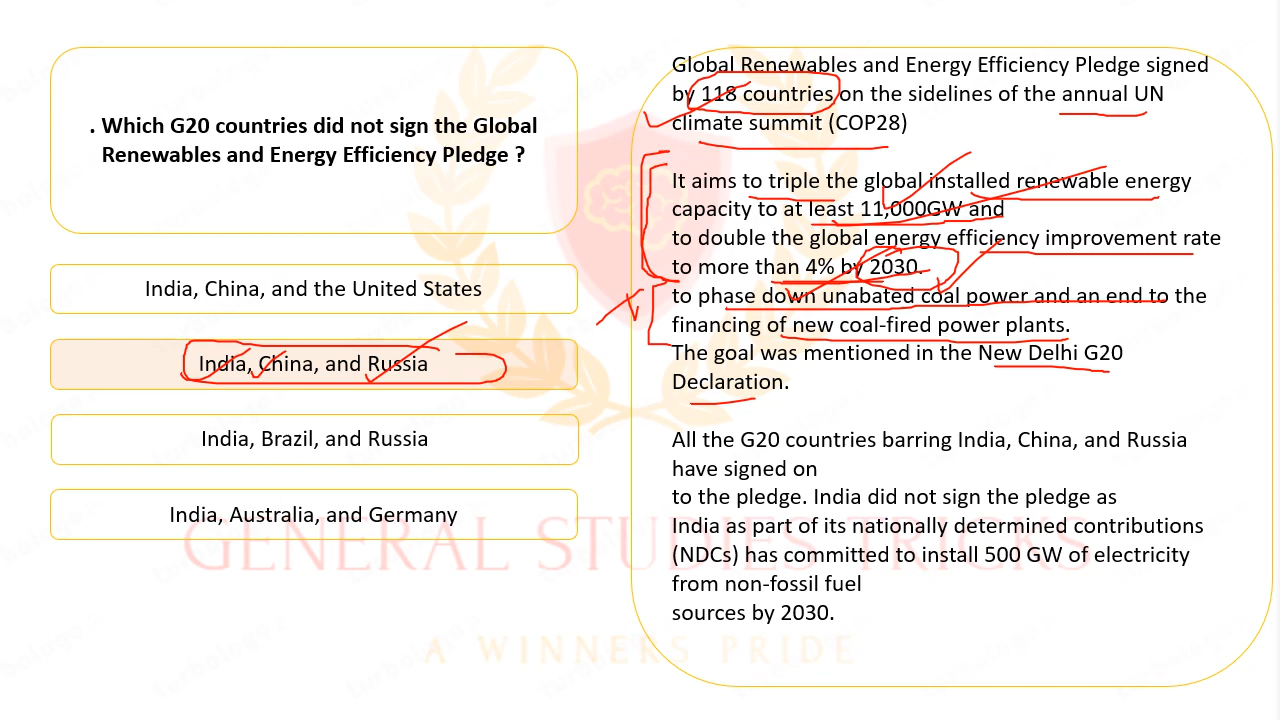 . Which G20 countries did not sign the Global
Renewables and Energy Efficiency Pledge ?
India, China, and the United States
India, China, and Russia
India, Brazil, and Russia
India, Australia, and Germany
Global Renewables and Energy Efficiency Pledge signed
by 118 countries on the sidelines of the annual UN
climate summit (COP28)
It aims to triple the global installed renewable energy
capacity to at least 11,000GW and
to double the global energy efficiency improvement rate
to more than 4% by 2030.
to phase down unabated coal power and an end to the
financing of new coal-fired power plants.
The goal was mentioned in the New Delhi G20
Declaration.
All the G20 countries barring India, China, and Russia
have signed on
to the pledge. India did not sign the pledge as
India as part of its nationally determined contributions
(NDCs) has committed to install 500 GW of electricity
from non-fossil fuel
sources by 2030.
GENERAL STUDIES TRICKS
A WINNERS PRIDE